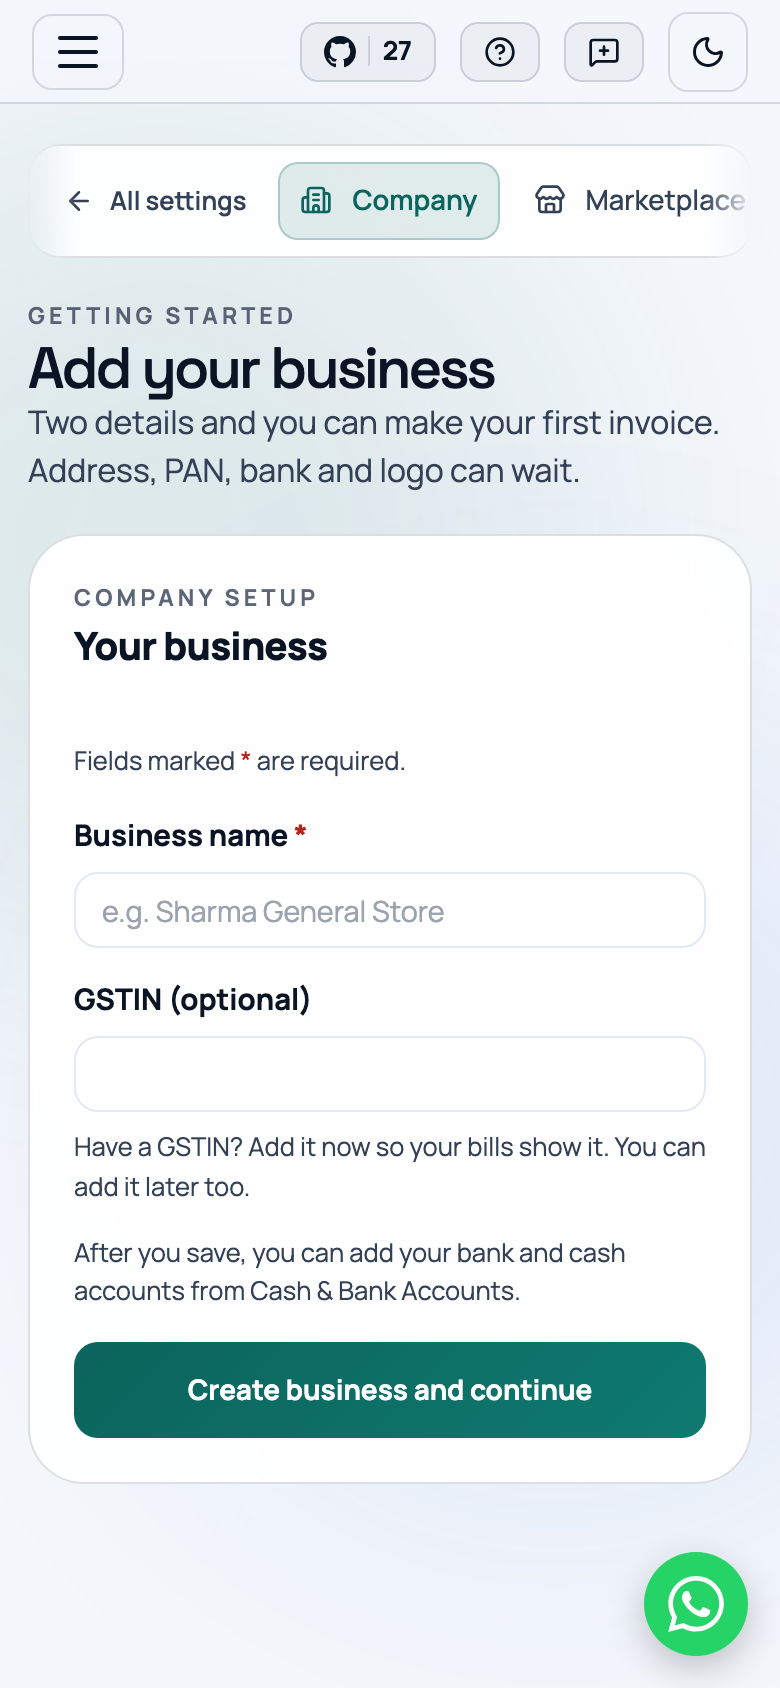 27
All settings
Company
Marketplace
GETTING STARTED
Add your business
Two details and you can make your first invoice.
Address, PAN, bank and logo can wait.
COMPANY SETUP
Your business
Fields marked * are required.
Business name *
e.g. Sharma General Store
GSTIN (optional)
Have a GSTIN? Add it now so your bills show it. You can
add it later too.
After you save, you can add your bank and cash
accounts from Cash & Bank Accounts.
Create business and continue